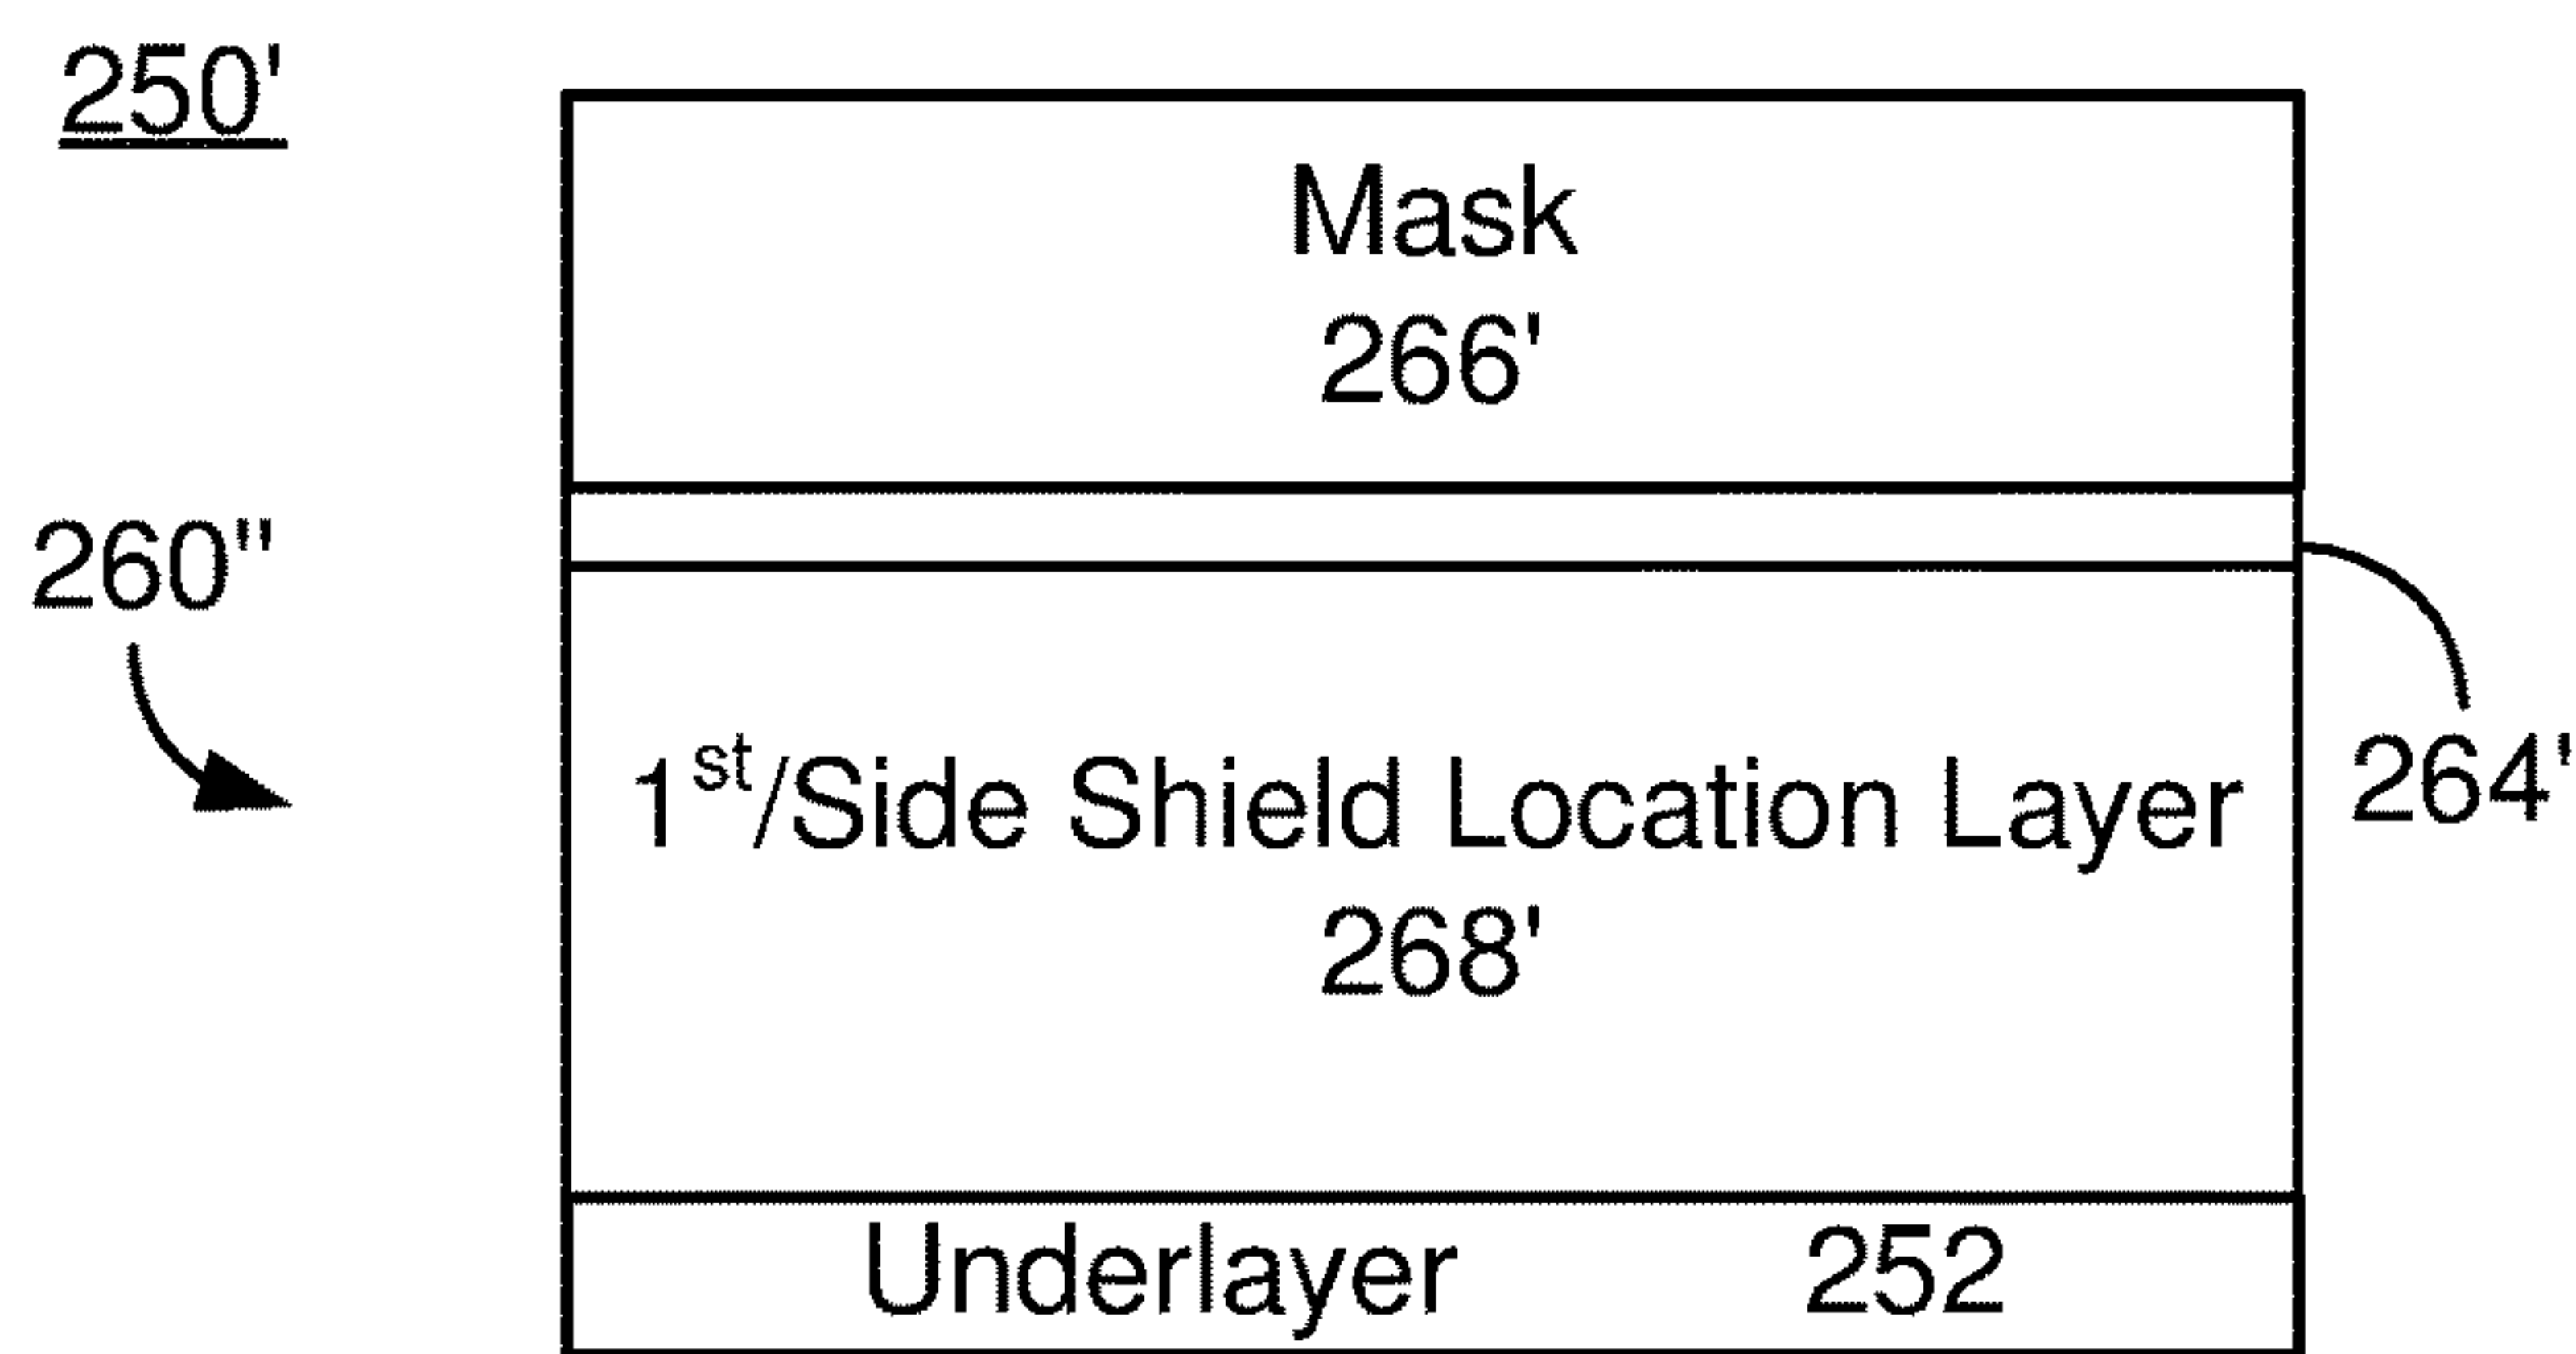 250'
Mask
266'
260"
1st/Side Shield Location Layer
264'
268'
Underlayer 252